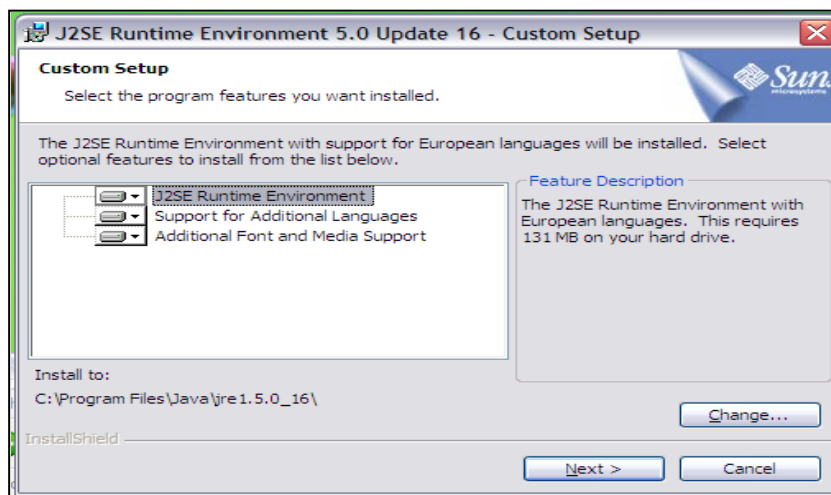 J2SE Runtime Environment 5.0 Update 16 - Custom Setup
Custom Setup
Select the program features you want installed.
Sun
microsystems
The J2SE Runtime Environment with support for European languages will be installed. Select
optional features to install from the list below.
J2SE Runtime Environment
Support for Additional Languages
Additional Font and Media Support
Feature Description
The J2SE Runtime Environment with
European languages. This requires
131 MB on your hard drive.
Install to:
C:\Program Files\Java\jre1.5.0_16\
Change...
InstallShield
Next >
Cancel